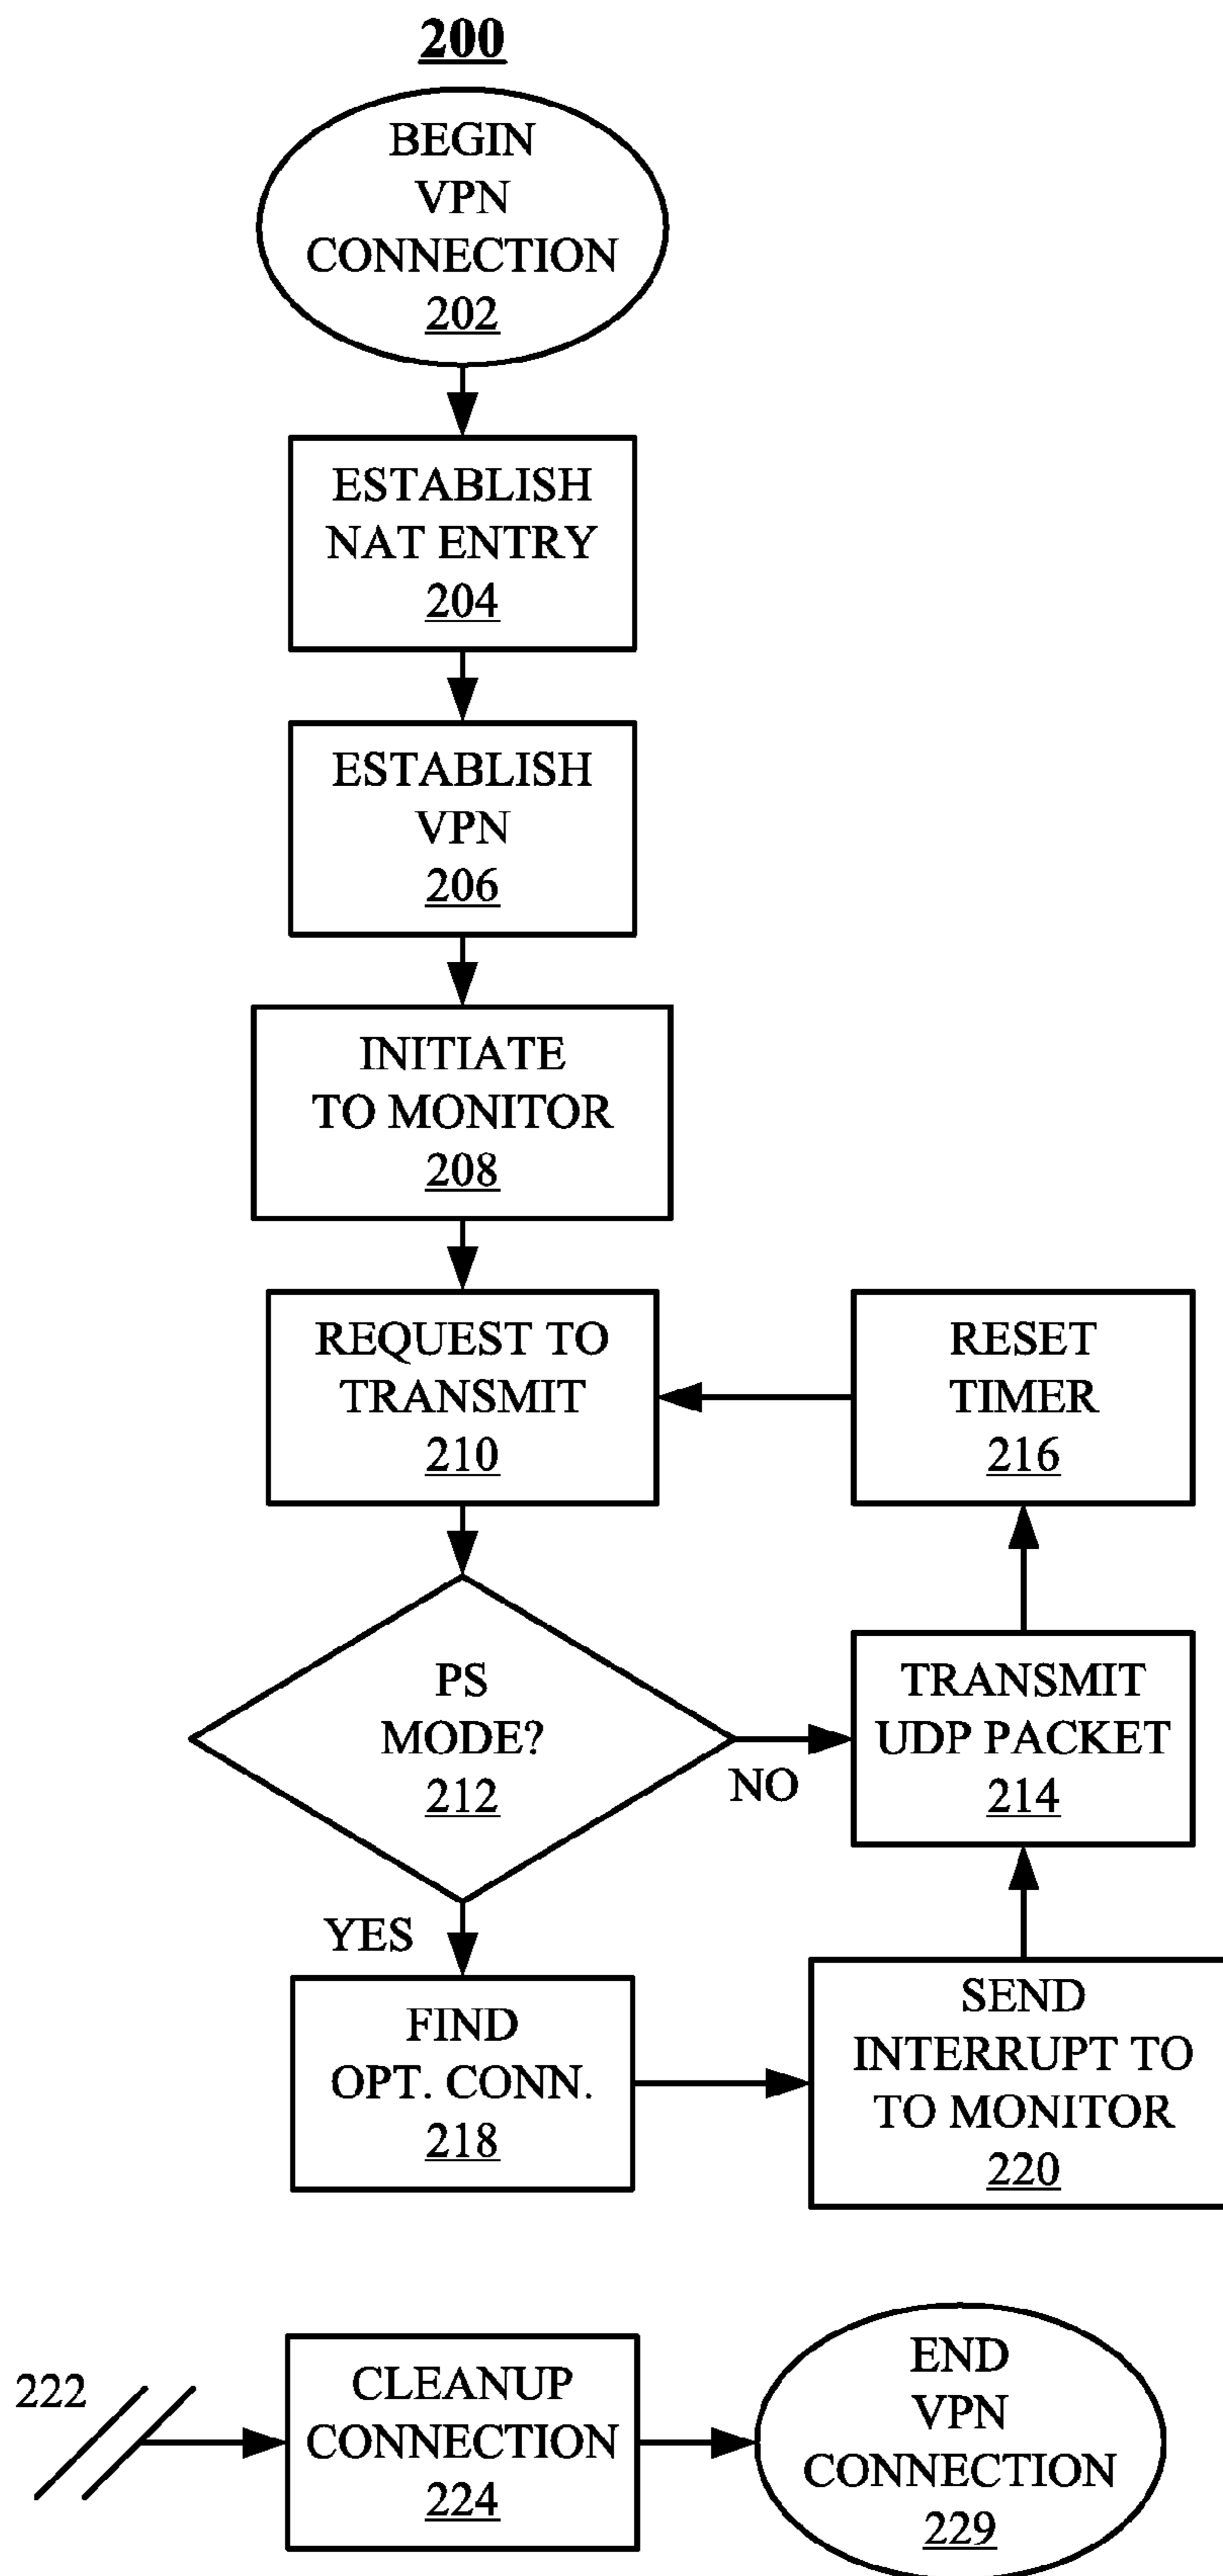 200
BEGIN
VPN
CONNECTION
202
ESTABLISH
NAT ENTRY
204
ESTABLISH
VPN
206
INITIATE
TO MONITOR
208
REQUEST TO
TRANSMIT
210
RESET
TIMER
216
PS
MODE?
212
NO
TRANSMIT
UDP PACKET
214
YES
FIND
OPT. CONN.
218
SEND
INTERRUPT TO
TO MONITOR
220
222
CLEANUP
CONNECTION
224
END
VPN
CONNECTION
229